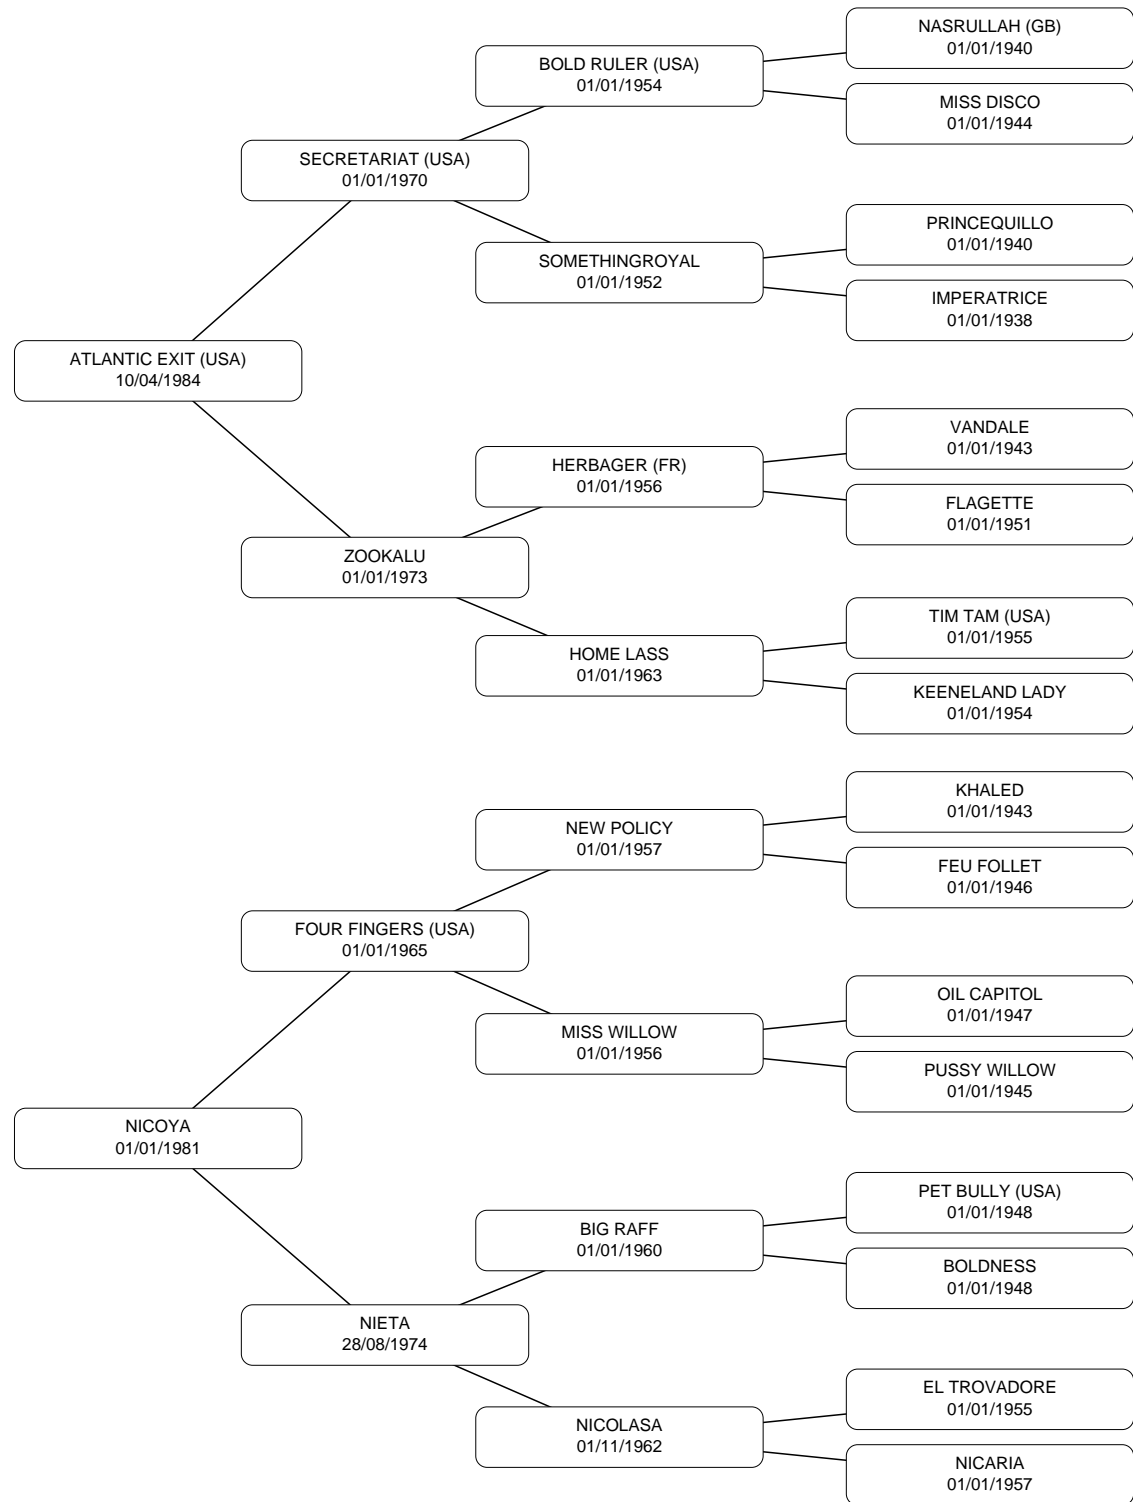 NASRULLAH (GB)
01/01/1940
BOLD RULER (USA)
01/01/1954
MISS DISCO
01/01/1944
SECRETARIAT (USA)
01/01/1970
PRINCEQUILLO
01/01/1940
SOMETHINGROYAL
01/01/1952
IMPERATRICE
01/01/1938
ATLANTIC EXIT (USA)
10/04/1984
VANDALE
01/01/1943
HERBAGER (FR)
01/01/1956
FLAGETTE
01/01/1951
ZOOKALU
01/01/1973
TIM TAM (USA)
01/01/1955
HOME LASS
01/01/1963
KEENELAND LADY
01/01/1954
KHALED
01/01/1943
NEW POLICY
01/01/1957
FEU FOLLET
01/01/1946
FOUR FINGERS (USA)
01/01/1965
OIL CAPITOL
01/01/1947
MISS WILLOW
01/01/1956
PUSSY WILLOW
01/01/1945
NICOYA
01/01/1981
PET BULLY (USA)
01/01/1948
BIG RAFF
01/01/1960
BOLDNESS
01/01/1948
NIETA
28/08/1974
EL TROVADORE
01/01/1955
NICOLASA
01/11/1962
NICARIA
01/01/1957